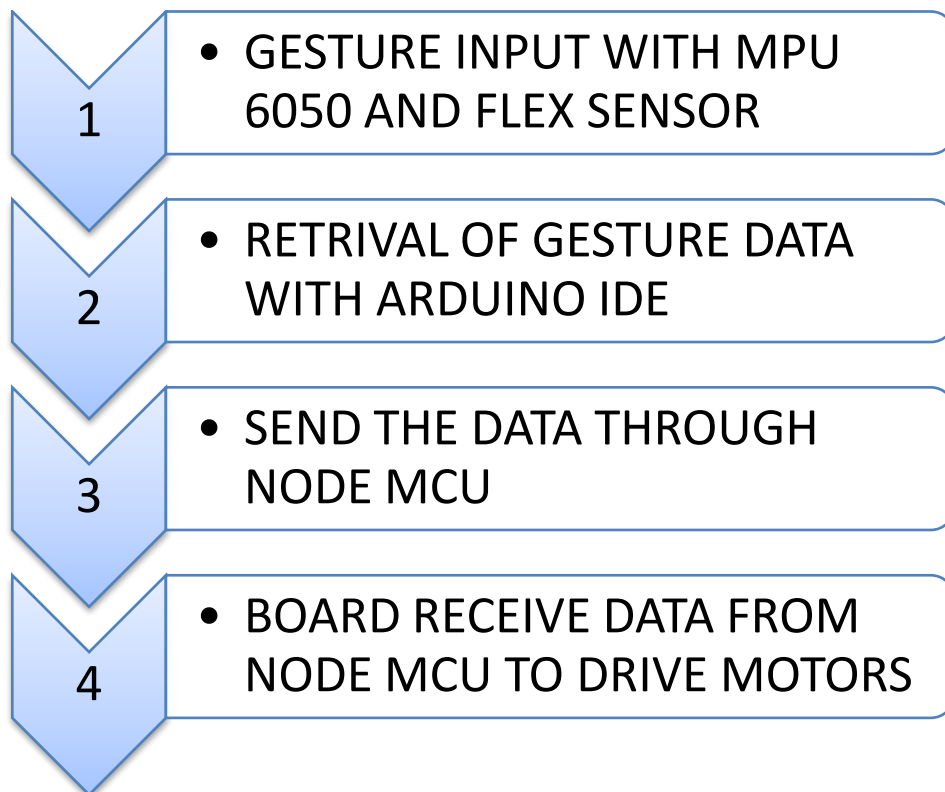 1
• GESTURE INPUT WITH MPU
6050 AND FLEX SENSOR
2
• RETRIVAL OF GESTURE DATA
WITH ARDUINO IDE
3
• SEND THE DATA THROUGH
NODE MCU
4
• BOARD RECEIVE DATA FROM
NODE MCU TO DRIVE MOTORS